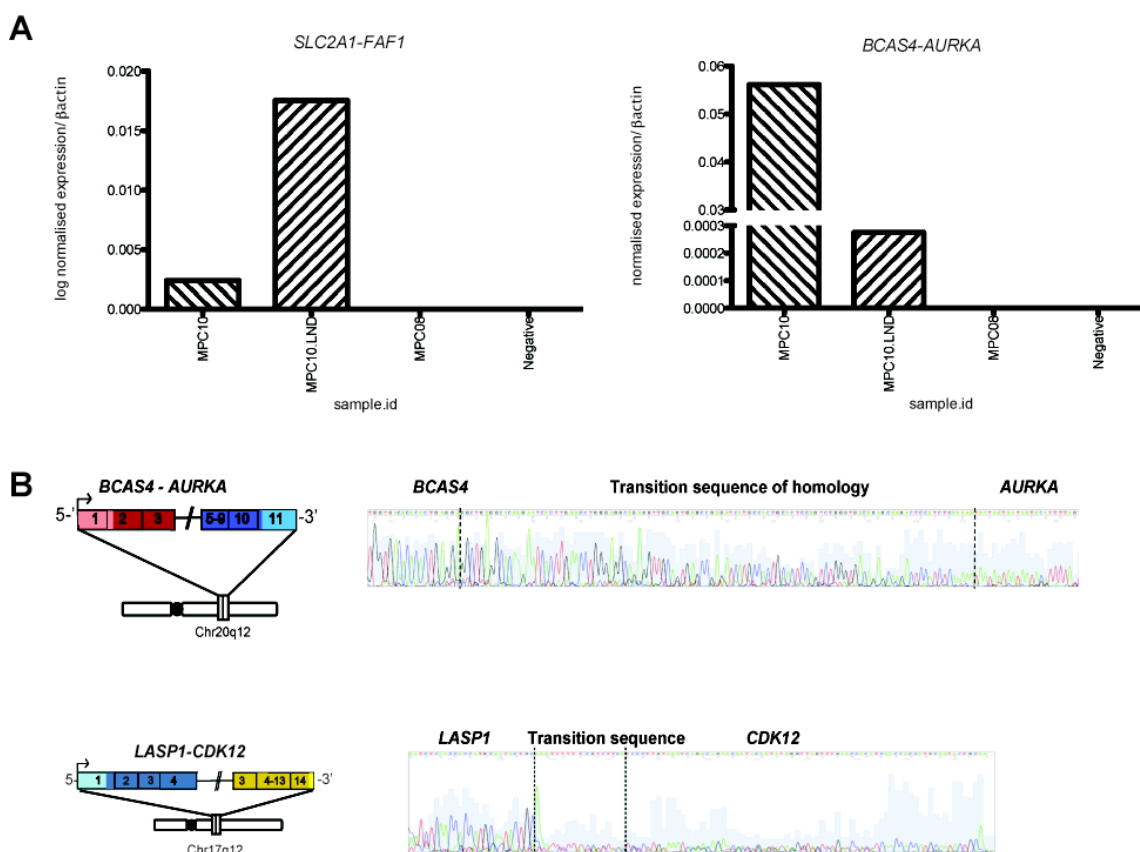 A
SLC2A1-FAF1
log normalised expression/ βactin
0.020
0.015
0.010
0.005
0.000
MPC10
MPC10.LND
MPC08
Negative
sample.id
BCAS4-AURKA
normalised expression/ βactin
0.06
0.05
0.04
0.03
0.0003
0.0002
0.0001
0.0000
MPC10
MPC10.LND
MPC08
Negative
sample.id
B
BCAS4 - AURKA
5-' 1 2 3 5-9 10 11 -3'
Chr20q12
BCAS4 Transition sequence of homology AURKA
LASP1-CDK12
5- 1 2 3 4 3 4-13 14 -3'
Chr17q12
LASP1 Transition sequence CDK12